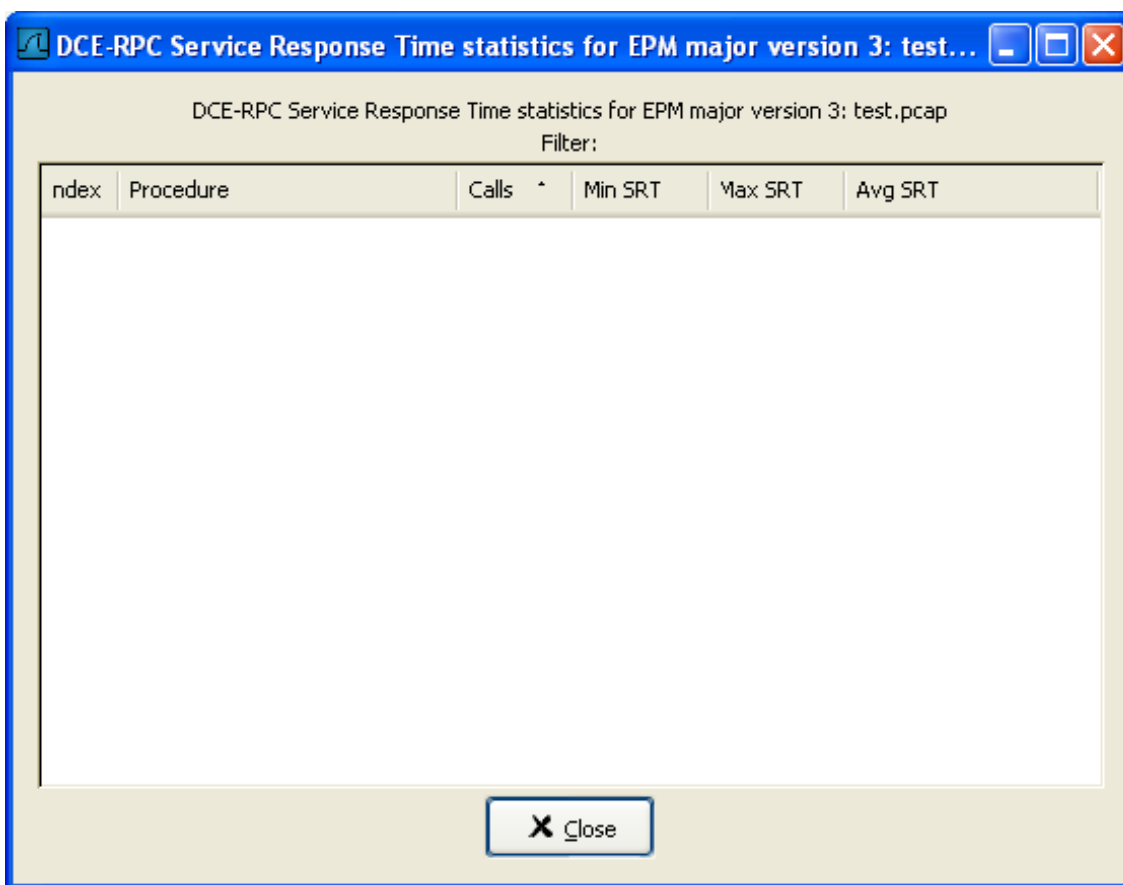 DCE-RPC Service Response Time statistics for EPM major version 3: test...
DCE-RPC Service Response Time statistics for EPM major version 3: test.pcap
Filter:
ndex Procedure Calls Min SRT Max SRT Avg SRT
Close